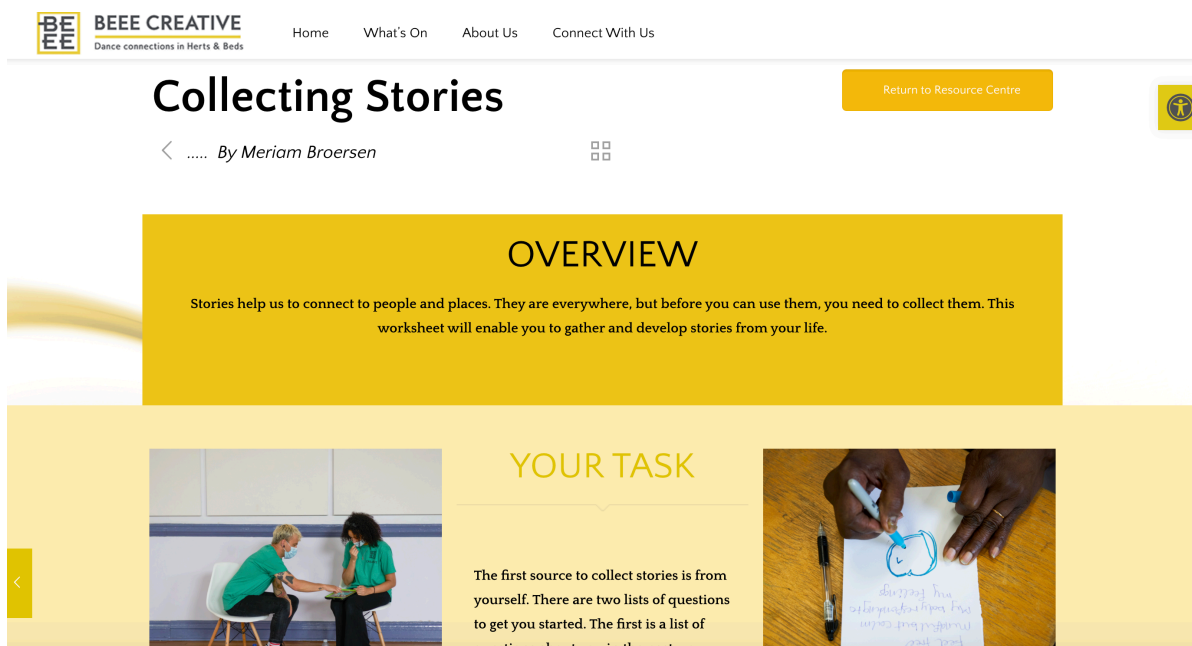 BE
EE
BEEE CREATIVE
Dance connections in Herts & Beds
Home
What's On
About Us
Connect With Us
Collecting Stories
Return to Resource Centre
..... By Meriam Broersen
OVERVIEW
Stories help us to connect to people and places. They are everywhere, but before you can use them, you need to collect them. This
worksheet will enable you to gather and develop stories from your life.
YOUR TASK
The first source to collect stories is from
yourself. There are two lists of questions
to get you started. The first is a list of
my feelings